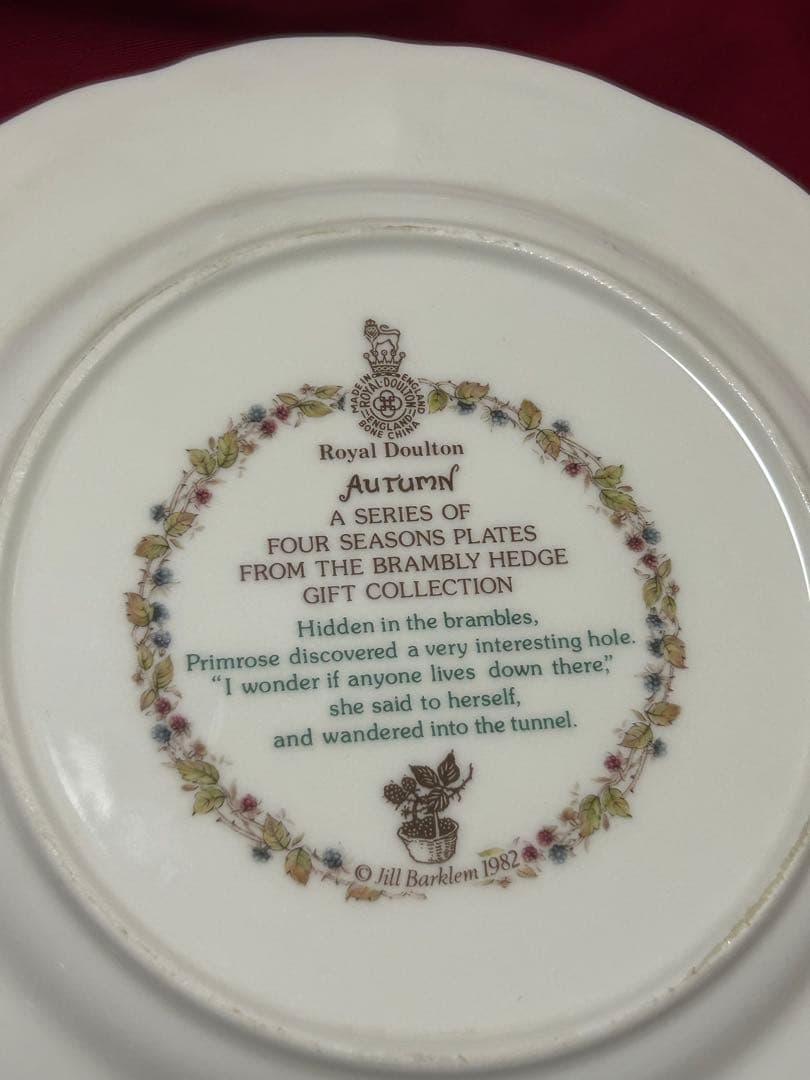 MADE IN ENGLAND
ROYAL·DOULTON
ENGLAND
BONE CHINA
Royal Doulton
AUTUMN
A SERIES OF
FOUR SEASONS PLATES
FROM THE BRAMBLY HEDGE
GIFT COLLECTION
Hidden in the brambles,
Primrose discovered a very interesting hole.
“I wonder if anyone lives down there,”
she said to herself,
and wandered into the tunnel.
© Jill Barklem 1982